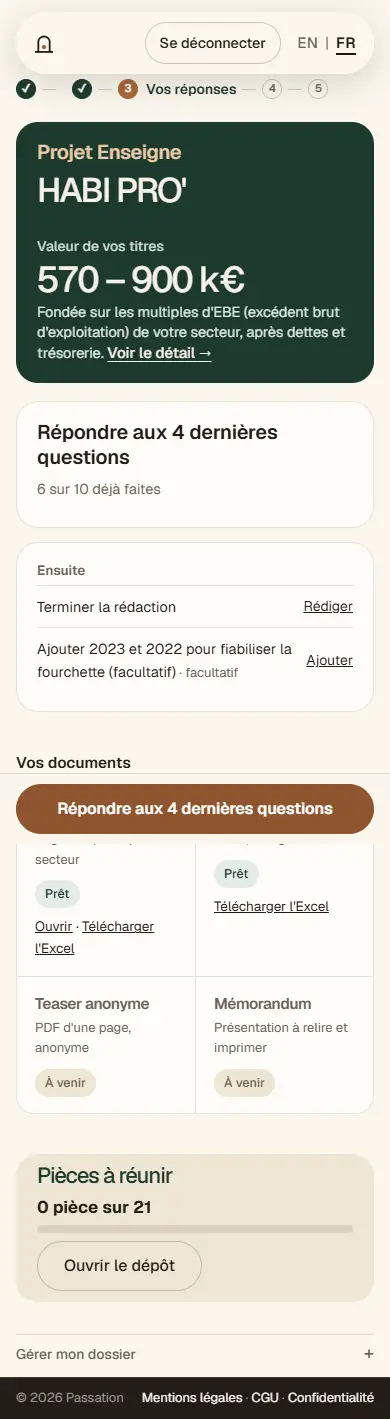 Se déconnecter
EN | FR
3 Vos réponses 4 5
Projet Enseigne
HABI PRO'
Valeur de vos titres
570 – 900 k€
Fondée sur les multiples d'EBE (excédent brut
d'exploitation) de votre secteur, après dettes et
trésorerie. Voir le détail →
Répondre aux 4 dernières
questions
6 sur 10 déjà faites
Ensuite
Terminer la rédaction
Rédiger
Ajouter 2023 et 2022 pour fiabiliser la
fourchette (facultatif) · facultatif
Ajouter
Vos documents
Répondre aux 4 dernières questions
secteur
Prêt
Ouvrir · Télécharger
l'Excel
Prêt
Télécharger l'Excel
Teaser anonyme
PDF d'une page,
anonyme
À venir
Mémorandum
Présentation à relire et
imprimer
À venir
Pièces à réunir
0 pièce sur 21
Ouvrir le dépôt
Gérer mon dossier +
© 2026 Passation Mentions légales · CGU · Confidentialité